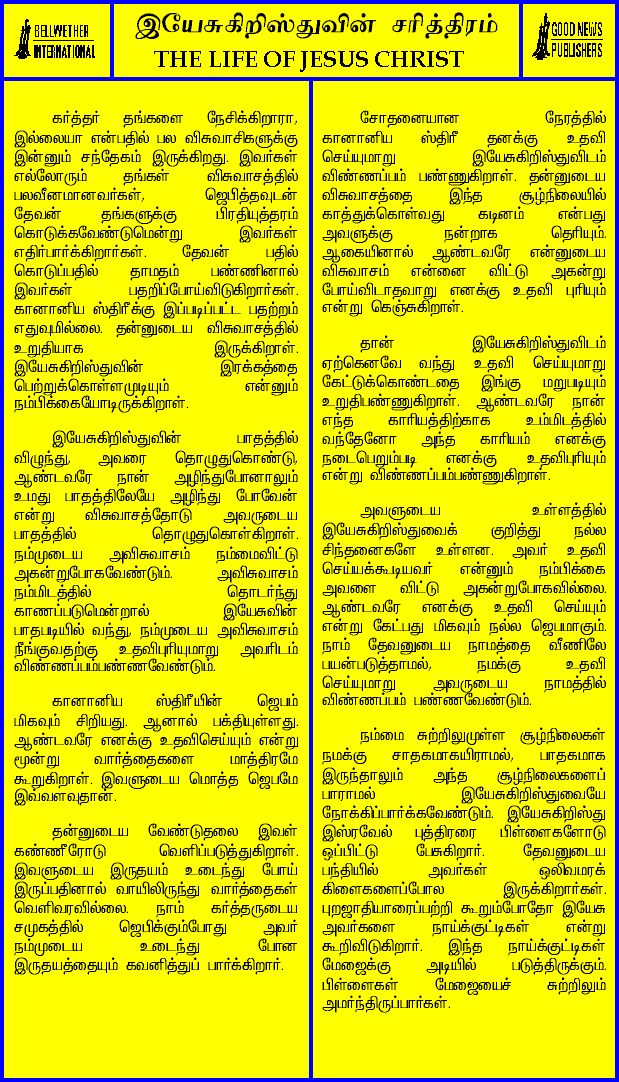 BELLWETHER
INTERNATIONAL
இயேசுகிறிஸ்துவின் சரித்திரம்
THE LIFE OF JESUS CHRIST
GOOD NEWS
PUBLISHERS
கர்த்தர் தங்களை நேசிக்கிறாரா,
இல்லையா என்பதில் பல விசுவாசிகளுக்கு
இன்னும் சந்தேகம் இருக்கிறது. இவர்கள்
எல்லோரும் தங்கள் விசுவாசத்தில்
பலவீனமானவர்கள், ஜெபித்தவுடன்
தேவன் தங்களுக்கு பிரதியுத்தரம்
கொடுக்கவேண்டுமென்று இவர்கள்
எதிர்பார்க்கிறார்கள். தேவன் பதில்
கொடுப்பதில் தாமதம் பண்ணினால்
இவர்கள் பதறிப்போய்விடுகிறார்கள்.
கானானிய ஸ்திரீக்கு இப்படிப்பட்ட பதற்றம்
எதுவுமில்லை. தன்னுடைய விசுவாசத்தில்
உறுதியாக இருக்கிறாள்.
இயேசுகிறிஸ்துவின் இரக்கத்தை
பெற்றுக்கொள்ளமுடியும் என்னும்
நம்பிக்கையோடிருக்கிறாள்.
இயேசுகிறிஸ்துவின் பாதத்தில்
விழுந்து, அவரை தொழுதுகொண்டு,
ஆண்டவரே நான் அழிந்துபோனாலும்
உமது பாதத்திலேயே அழிந்து போவேன்
என்று விசுவாசத்தோடு அவருடைய
பாதத்தில் தொழுதுகொள்கிறாள்.
நம்முடைய அவிசுவாசம் நம்மைவிட்டு
அகன்றுபோகவேண்டும். அவிசுவாசம்
நம்மிடத்தில் தொடர்ந்து
காணப்படுமென்றால் இயேசுவின்
பாதபடியில் வந்து, நம்முடைய அவிசுவாசம்
நீங்குவதற்கு உதவிபுரியுமாறு அவரிடம்
விண்ணப்பம்பண்ணவேண்டும்.
கானானிய ஸ்திரீயின் ஜெபம்
மிகவும் சிறியது. ஆனால் பக்தியுள்ளது.
ஆண்டவரே எனக்கு உதவிசெய்யும் என்று
மூன்று வார்த்தைகளை மாத்திரமே
கூறுகிறாள். இவளுடைய மொத்த ஜெபமே
இவ்வளவுதான்.
தன்னுடைய வேண்டுதலை இவள்
கண்ணீரோடு வெளிப்படுத்துகிறாள்.
இவளுடைய இருதயம் உடைந்து போய்
இருப்பதினால் வாயிலிருந்து வார்த்தைகள்
வெளிவரவில்லை. நாம் கர்த்தருடைய
சமுகத்தில் ஜெபிக்கும்போது அவர்
நம்முடைய உடைந்து போன
இருதயத்தையும் கவனித்துப் பார்க்கிறார்.
சோதனையான நேரத்தில்
கானானிய ஸ்திரீ தனக்கு உதவி
செய்யுமாறு இயேசுகிறிஸ்துவிடம்
விண்ணப்பம் பண்ணுகிறாள். தன்னுடைய
விசுவாசத்தை இந்த சூழ்நிலையில்
காத்துக்கொள்வது கடினம் என்பது
அவளுக்கு நன்றாக தெரியும்.
ஆகையினால் ஆண்டவரே என்னுடைய
விசுவாசம் என்னை விட்டு அகன்று
போய்விடாதவாறு எனக்கு உதவி புரியும்
என்று கெஞ்சுகிறாள்.
தான் இயேசுகிறிஸ்துவிடம்
ஏற்கெனவே வந்து உதவி செய்யுமாறு
கேட்டுக்கொண்டதை இங்கு மறுபடியும்
உறுதிபண்ணுகிறாள். ஆண்டவரே நான்
எந்த காரியத்திற்காக உம்மிடத்தில்
வந்தேனோ அந்த காரியம் எனக்கு
நடைபெறும்படி எனக்கு உதவிபுரியும்
என்று விண்ணப்பம்பண்ணுகிறாள்.
அவளுடைய உள்ளத்தில்
இயேசுகிறிஸ்துவைக் குறித்து நல்ல
சிந்தனைகளே உள்ளன. அவர் உதவி
செய்யக்கூடியவர் என்னும் நம்பிக்கை
அவளை விட்டு அகன்றுபோகவில்லை.
ஆண்டவரே எனக்கு உதவி செய்யும்
என்று கேட்பது மிகவும் நல்ல ஜெபமாகும்.
நாம் தேவனுடைய நாமத்தை வீணிலே
பயன்படுத்தாமல், நமக்கு உதவி
செய்யுமாறு அவருடைய நாமத்தில்
விண்ணப்பம் பண்ணவேண்டும்.
நம்மை சுற்றிலுமுள்ள சூழ்நிலைகள்
நமக்கு சாதகமாகயிராமல், பாதகமாக
இருந்தாலும் அந்த சூழ்நிலைகளைப்
பாராமல் இயேசுகிறிஸ்துவையே
நோக்கிப்பார்க்கவேண்டும். இயேசுகிறிஸ்து
இஸ்ரவேல் புத்திரரை பிள்ளைகளோடு
ஒப்பிட்டு பேசுகிறார். தேவனுடைய
பந்தியில் அவர்கள் ஒலிவமரக்
கிளைகளைப்போல இருக்கிறார்கள்.
புறஜாதியாரைப்பற்றி கூறும்போதோ இயேசு
அவர்களை நாய்க்குட்டிகள் என்று
கூறிவிடுகிறார். இந்த நாய்க்குட்டிகள்
மேஜைக்கு அடியில் படுத்திருக்கும்.
பிள்ளைகள் மேஜையைச் சுற்றிலும்
அமர்ந்திருப்பார்கள்.